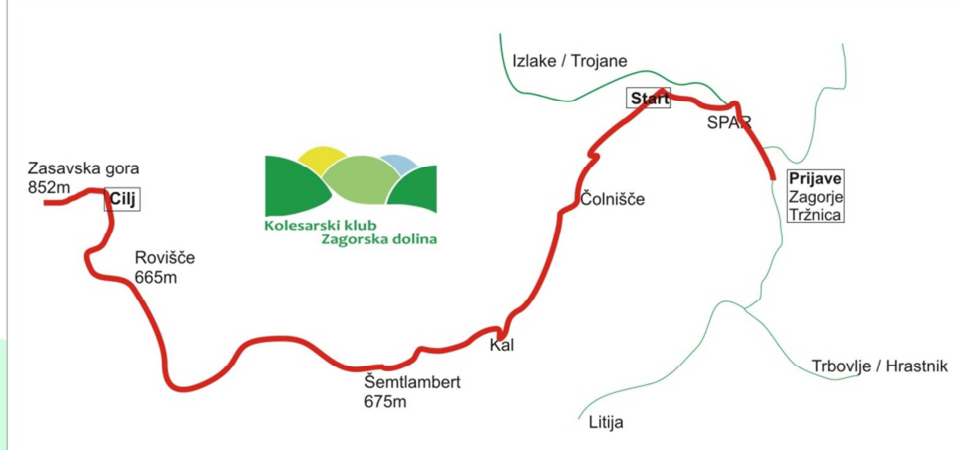 Izlake / Trojane
Start
SPAR
Zasavska gora
852m
Cilj
Prijave
Zagorje
Tržnica
Čolnišče
Kolesarski klub
Zagorska dolina
Rovišče
665m
Kal
Šemtlambert
675m
Trbovlje / Hrastnik
Litija